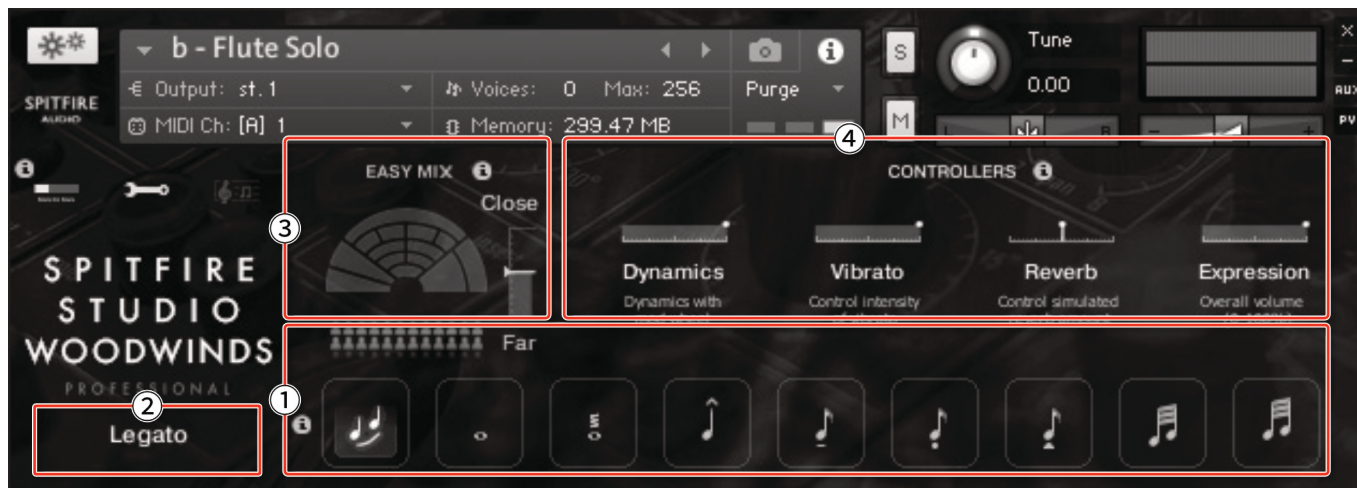 b - Flute Solo
Output: st. 1
Voices: 0 Max: 256
Purge
MIDI Ch: [A] 1
Memory: 299.47 MB
S
M
Tune
0.00
L R
- +
×
-
AUX
PV
SPITFIRE
AUDIO
EASY MIX
Close
Far
③
④
CONTROLLERS
Dynamics
Dynamics with
Vibrato
Control intensity
Reverb
Control simulated
Expression
Overall volume
SPITFIRE
STUDIO
WOODWINDS
PROFESSIONAL
②
Legato
①